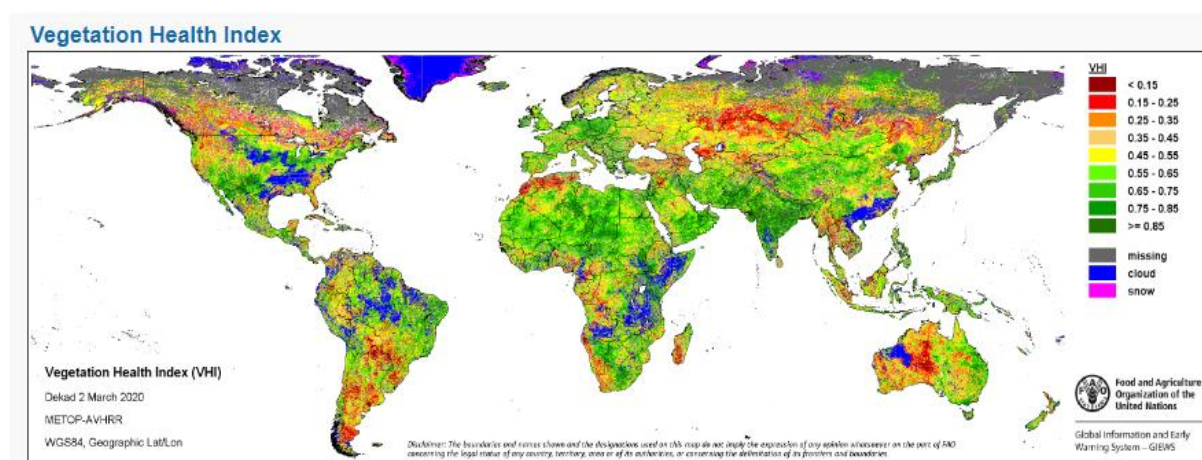 Vegetation Health Index
VHI
< 0.15
0.15 - 0.25
0.25 - 0.35
0.35 - 0.45
0.45 - 0.55
0.55 - 0.65
0.65 - 0.75
0.75 - 0.85
>= 0.85
missing
cloud
snow
Vegetation Health Index (VHI)
Dekad 2 March 2020
METOP-AVHRR
WGS84, Geographic Lat/Lon
Disclaimer: The boundaries and names shown and the designations used on this map do not imply the expression of any opinion whatsoever on the part of FAO
concerning the legal status of any country, territory, area or of its authorities, or concerning the delimitation of its frontiers and boundaries.
Food and Agriculture
Organization of the
United Nations
Global Information and Early
Warning System - GIEWS